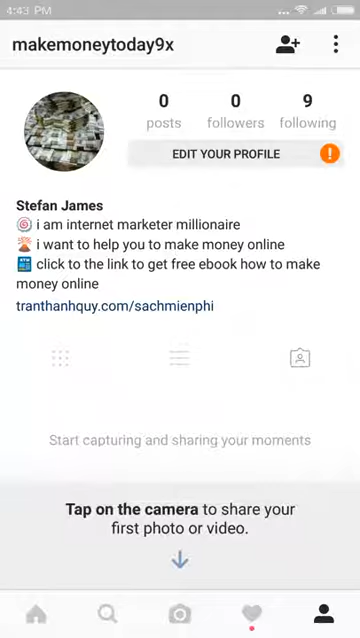 4:43 PM
makemoneytoday9x
0 0 9
posts followers following
EDIT YOUR PROFILE !
Stefan James
i am internet marketer millionaire
i want to help you to make money online
ATM click to the link to get free ebook how to make
money online
tranthanhquy.com/sachmienphi
Start capturing and sharing your moments
Tap on the camera to share your
first photo or video.